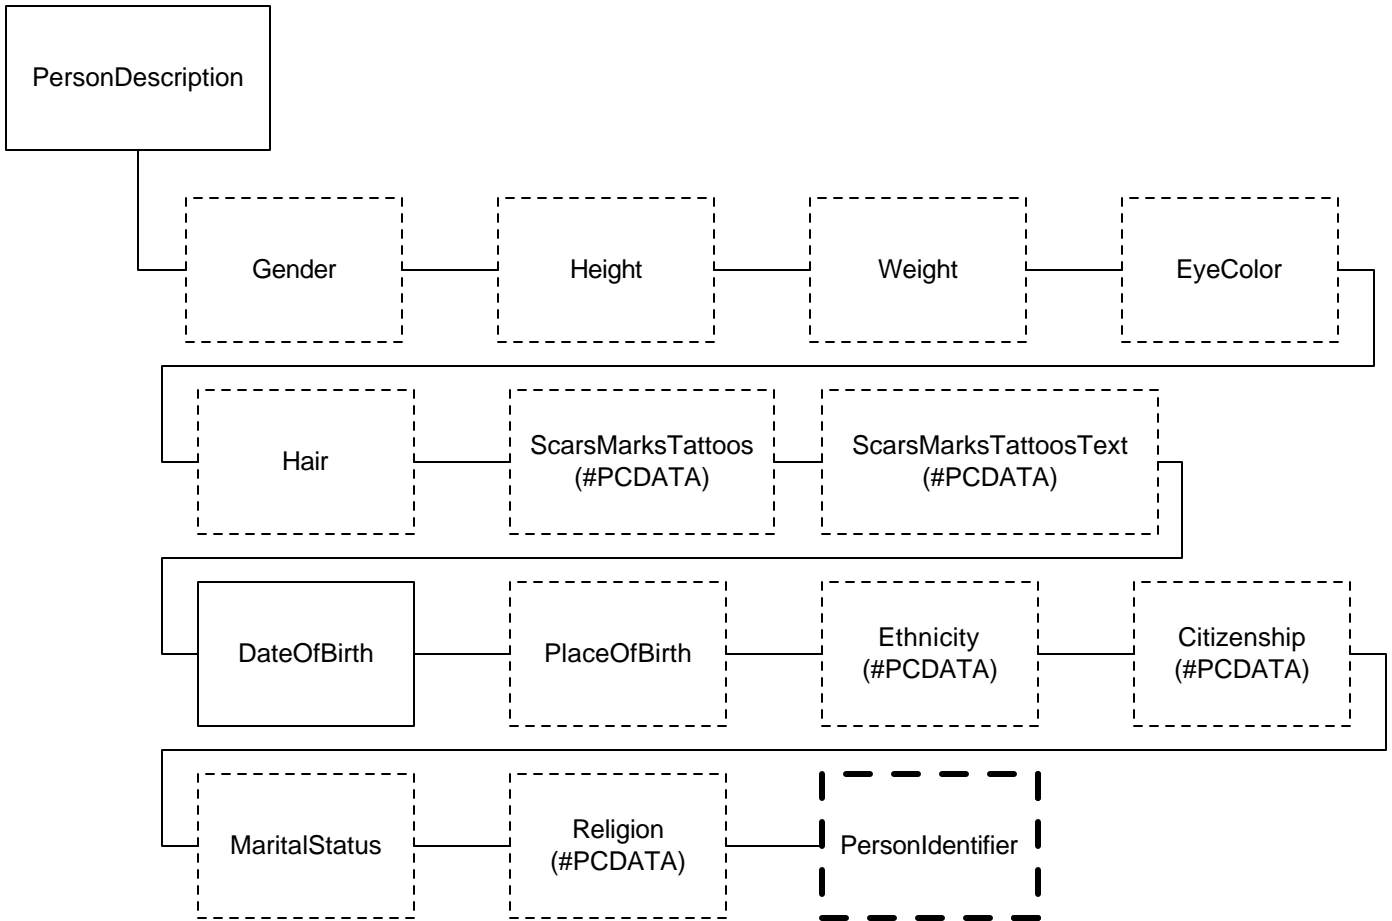 PersonDescription
Gender
Height
Weight
EyeColor
Hair
ScarsMarksTattoos
(#PCDATA)
ScarsMarksTattoosText
(#PCDATA)
DateOfBirth
PlaceOfBirth
Ethnicity
(#PCDATA)
Citizenship
(#PCDATA)
MaritalStatus
Religion
(#PCDATA)
PersonIdentifier